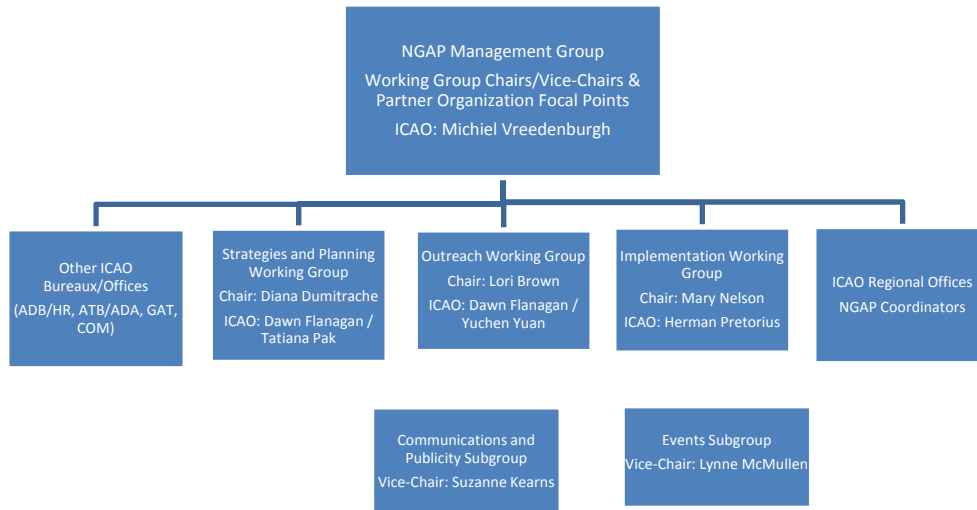 NGAP Management Group
Working Group Chairs/Vice-Chairs &
Partner Organization Focal Points
ICAO: Michiel Vreedenburgh
Other ICAO
Bureaux/Offices
(ADB/HR, ATB/ADA, GAT,
COM)
Strategies and Planning
Working Group
Chair: Diana Dumitrache
ICAO: Dawn Flanagan /
Tatiana Pak
Outreach Working Group
Chair: Lori Brown
ICAO: Dawn Flanagan /
Yuchen Yuan
Implementation Working
Group
Chair: Mary Nelson
ICAO: Herman Pretorius
ICAO Regional Offices
NGAP Coordinators
Communications and
Publicity Subgroup
Vice-Chair: Suzanne Kearns
Events Subgroup
Vice-Chair: Lynne McMullen